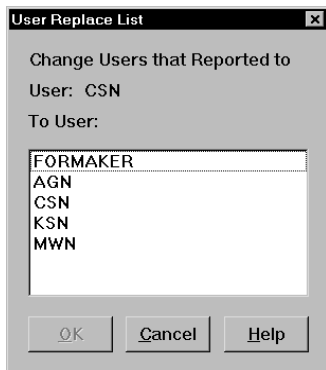 User Replace List
Change Users that Reported to
User: CSN
To User:
FORMAKER
AGN
CSN
KSN
MWN
OK Cancel Help